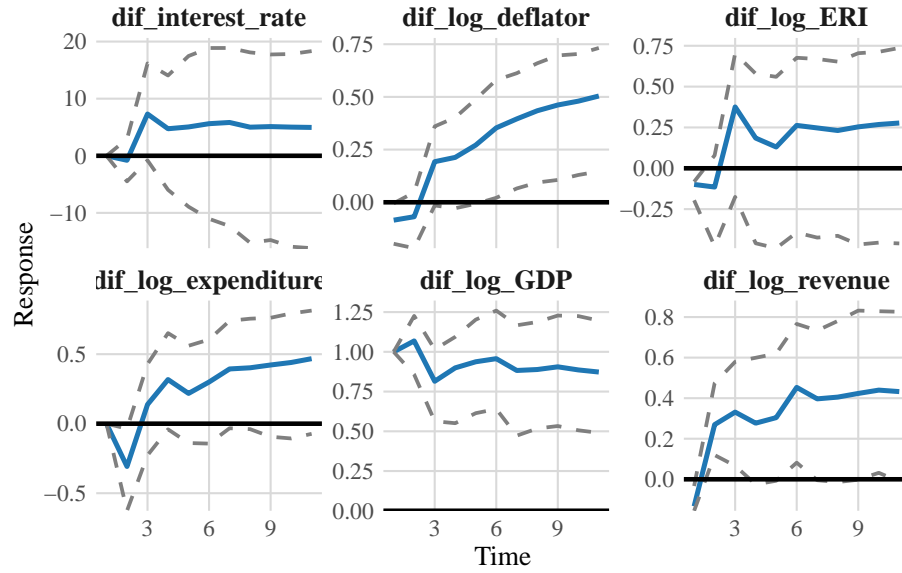 dif_interest_rate dif_log_deflator dif_log_ERI
20 0.75 0.75
10 0.50 0.50
0 0.25 0.25
−10 0.00 0.00
−0.25
dif_log_expenditure dif_log_GDP dif_log_revenue
0.5 1.25 0.8
0.0 1.00 0.6
−0.5 0.75 0.4
0.50 0.2
0.25 0.0
0.00
3 6 9 3 6 9 3 6 9
Response
Time